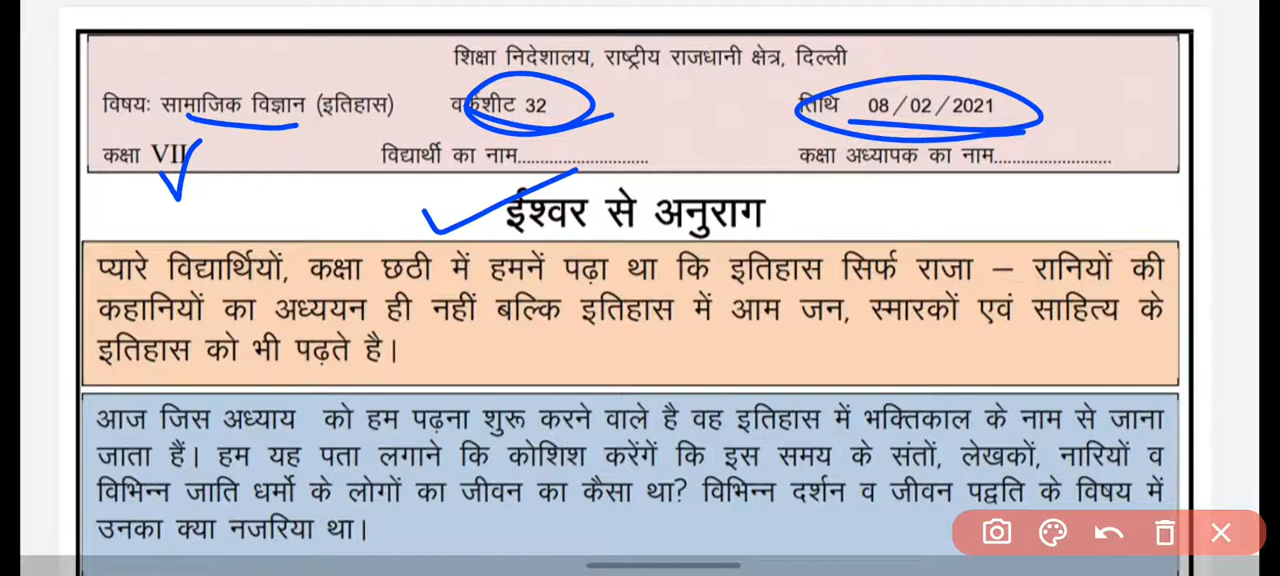 शिक्षा निदेशालय, राष्ट्रीय राजधानी क्षेत्र, दिल्ली
विषयः सामाजिक विज्ञान (इतिहास) वर्कशीट 32 तिथि 08/02/2021
कक्षा VII विद्यार्थी का नाम............................ कक्षा अध्यापक का नाम.........................
ईश्वर से अनुराग
प्यारे विद्यार्थियों, कक्षा छठी में हमनें पढ़ा था कि इतिहास सिर्फ राजा – रानियों की
कहानियों का अध्ययन ही नहीं बल्कि इतिहास में आम जन, स्मारकों एवं साहित्य के
इतिहास को भी पढ़ते है।
आज जिस अध्याय को हम पढ़ना शुरू करने वाले है वह इतिहास में भक्तिकाल के नाम से जाना
जाता हैं। हम यह पता लगाने कि कोशिश करेंगें कि इस समय के संतों, लेखकों, नारियों व
विभिन्न जाति धर्मो के लोगों का जीवन का कैसा था? विभिन्न दर्शन व जीवन पद्वति के विषय में
उनका क्या नजरिया था।